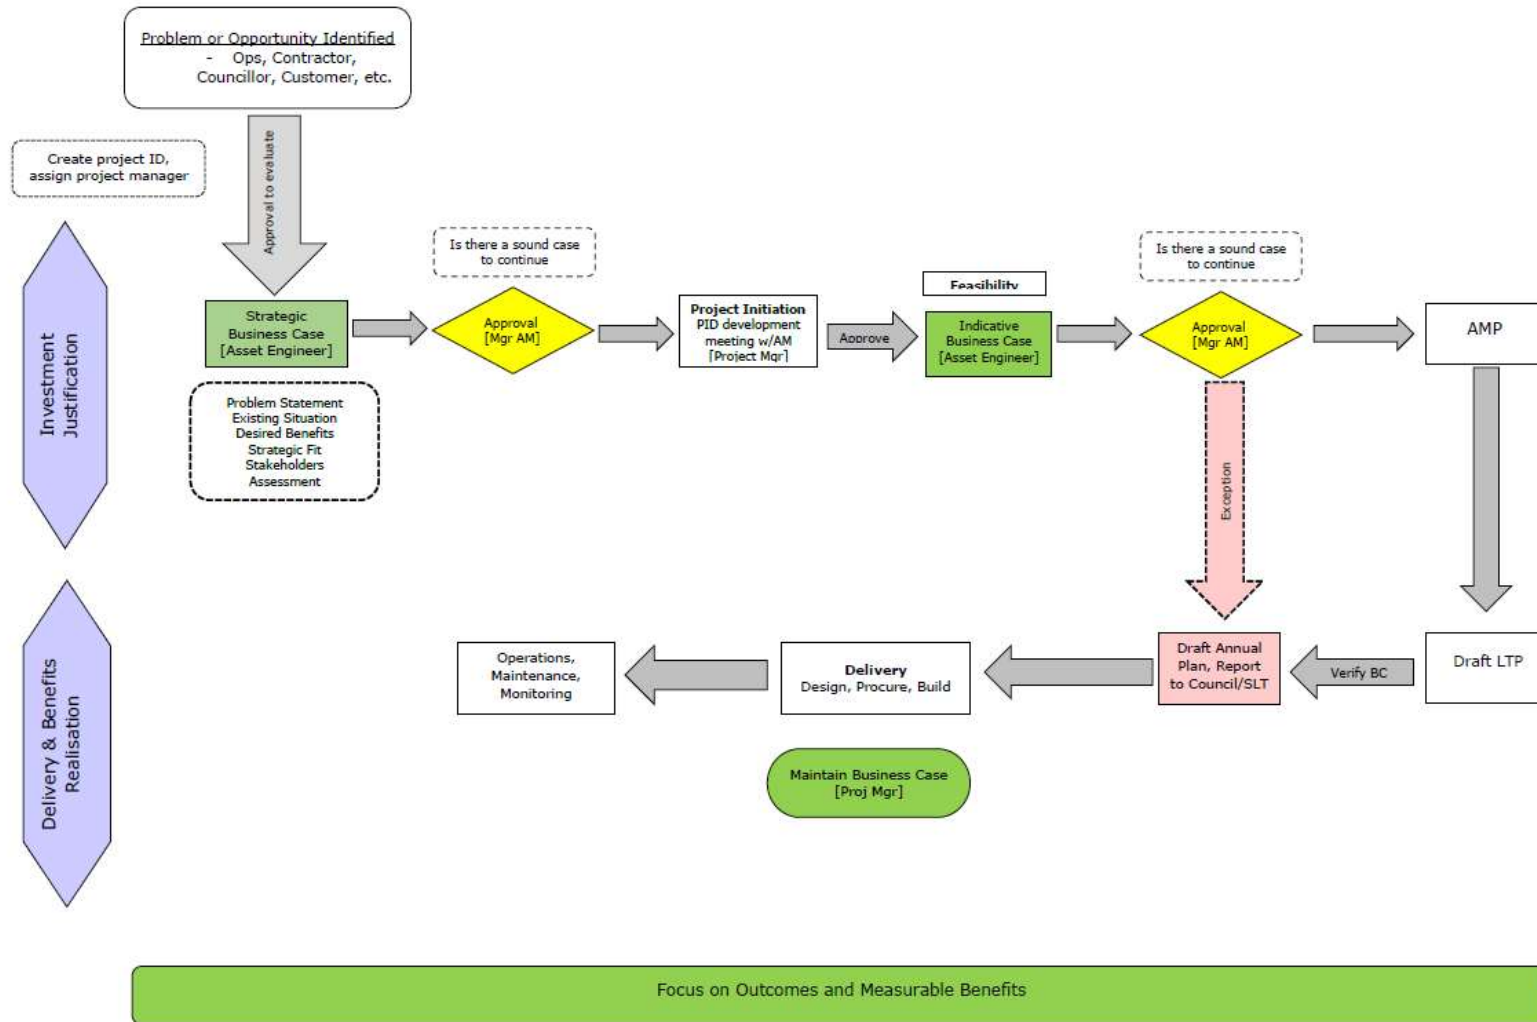 Problem or Opportunity Identified
- Ops, Contractor,
Councillor, Customer, etc.
Create project ID,
assign project manager
Approval to evaluate
Is there a sound case
to continue
Is there a sound case
to continue
Investment
Justification
Strategic
Business Case
[Asset Engineer]
Approval
[Mgr AM]
Project Initiation
PID development
meeting w/AM
[Project Mgr]
Approve
Feasibility
Indicative
Business Case
[Asset Engineer]
Approval
[Mgr AM]
AMP
Problem Statement
Existing Situation
Desired Benefits
Strategic Fit
Stakeholders
Assessment
Exception
Delivery & Benefits
Realisation
Operations,
Maintenance,
Monitoring
Delivery
Design, Procure, Build
Draft Annual
Plan, Report
to Council/SLT
Verify BC
Draft LTP
Maintain Business Case
[Proj Mgr]
Focus on Outcomes and Measurable Benefits